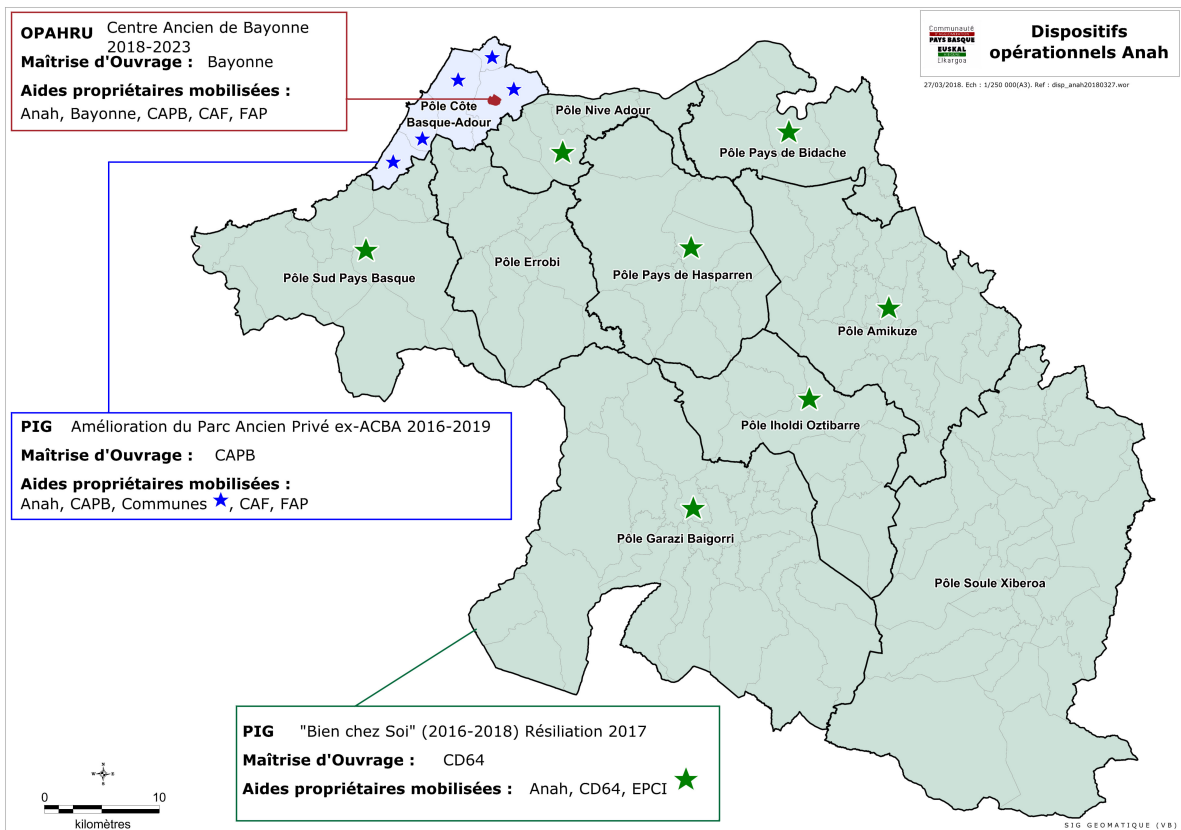 OPAHRU Centre Ancien de Bayonne
2018-2023
Maîtrise d'Ouvrage : Bayonne
Aides propriétaires mobilisées :
Anah, Bayonne, CAPB, CAF, FAP
Communauté
PAYS BASQUE
EUSKAL
Elkargoa
Dispositifs
opérationnels Anah
27/03/2018. Ech : 1/250 000(A3). Ref : disp_anah20180327.wor
Pôle Côte
Basque-Adour
Pôle Nive Adour
Pôle Pays de Bidache
Pôle Sud Pays Basque
Pôle Errobi
Pôle Pays de Hasparren
Pôle Amikuze
Pôle Iholdi Oztibarre
Pôle Garazi Baigorri
Pôle Soule Xiberoa
PIG Amélioration du Parc Ancien Privé ex-ACBA 2016-2019
Maîtrise d'Ouvrage : CAPB
Aides propriétaires mobilisées :
Anah, CAPB, Communes ★, CAF, FAP
PIG "Bien chez Soi" (2016-2018) Résiliation 2017
Maîtrise d'Ouvrage : CD64
Aides propriétaires mobilisées : Anah, CD64, EPCI ★
N
W E
S
0 10
kilomètres
SIG GEOMATIQUE (VB)